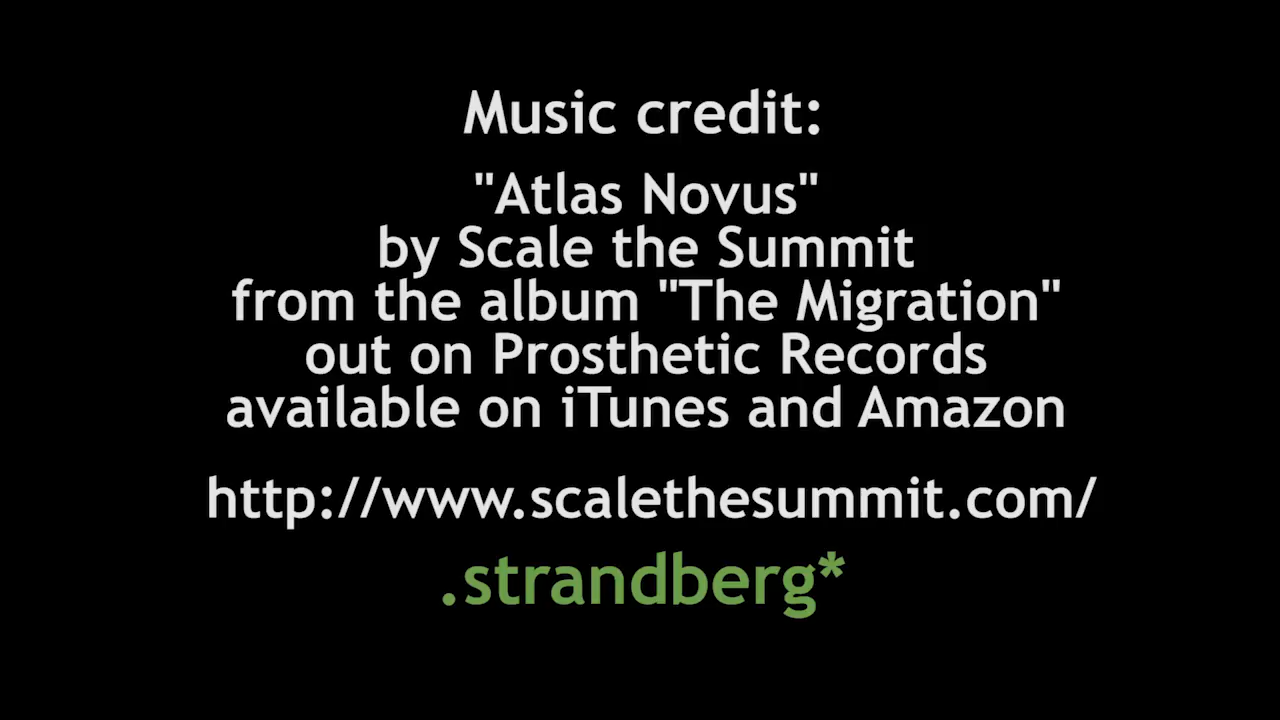 Music credit:
"Atlas Novus"
by Scale the Summit
from the album "The Migration"
out on Prosthetic Records
available on iTunes and Amazon
http://www.scalethesummit.com/
.strandberg*